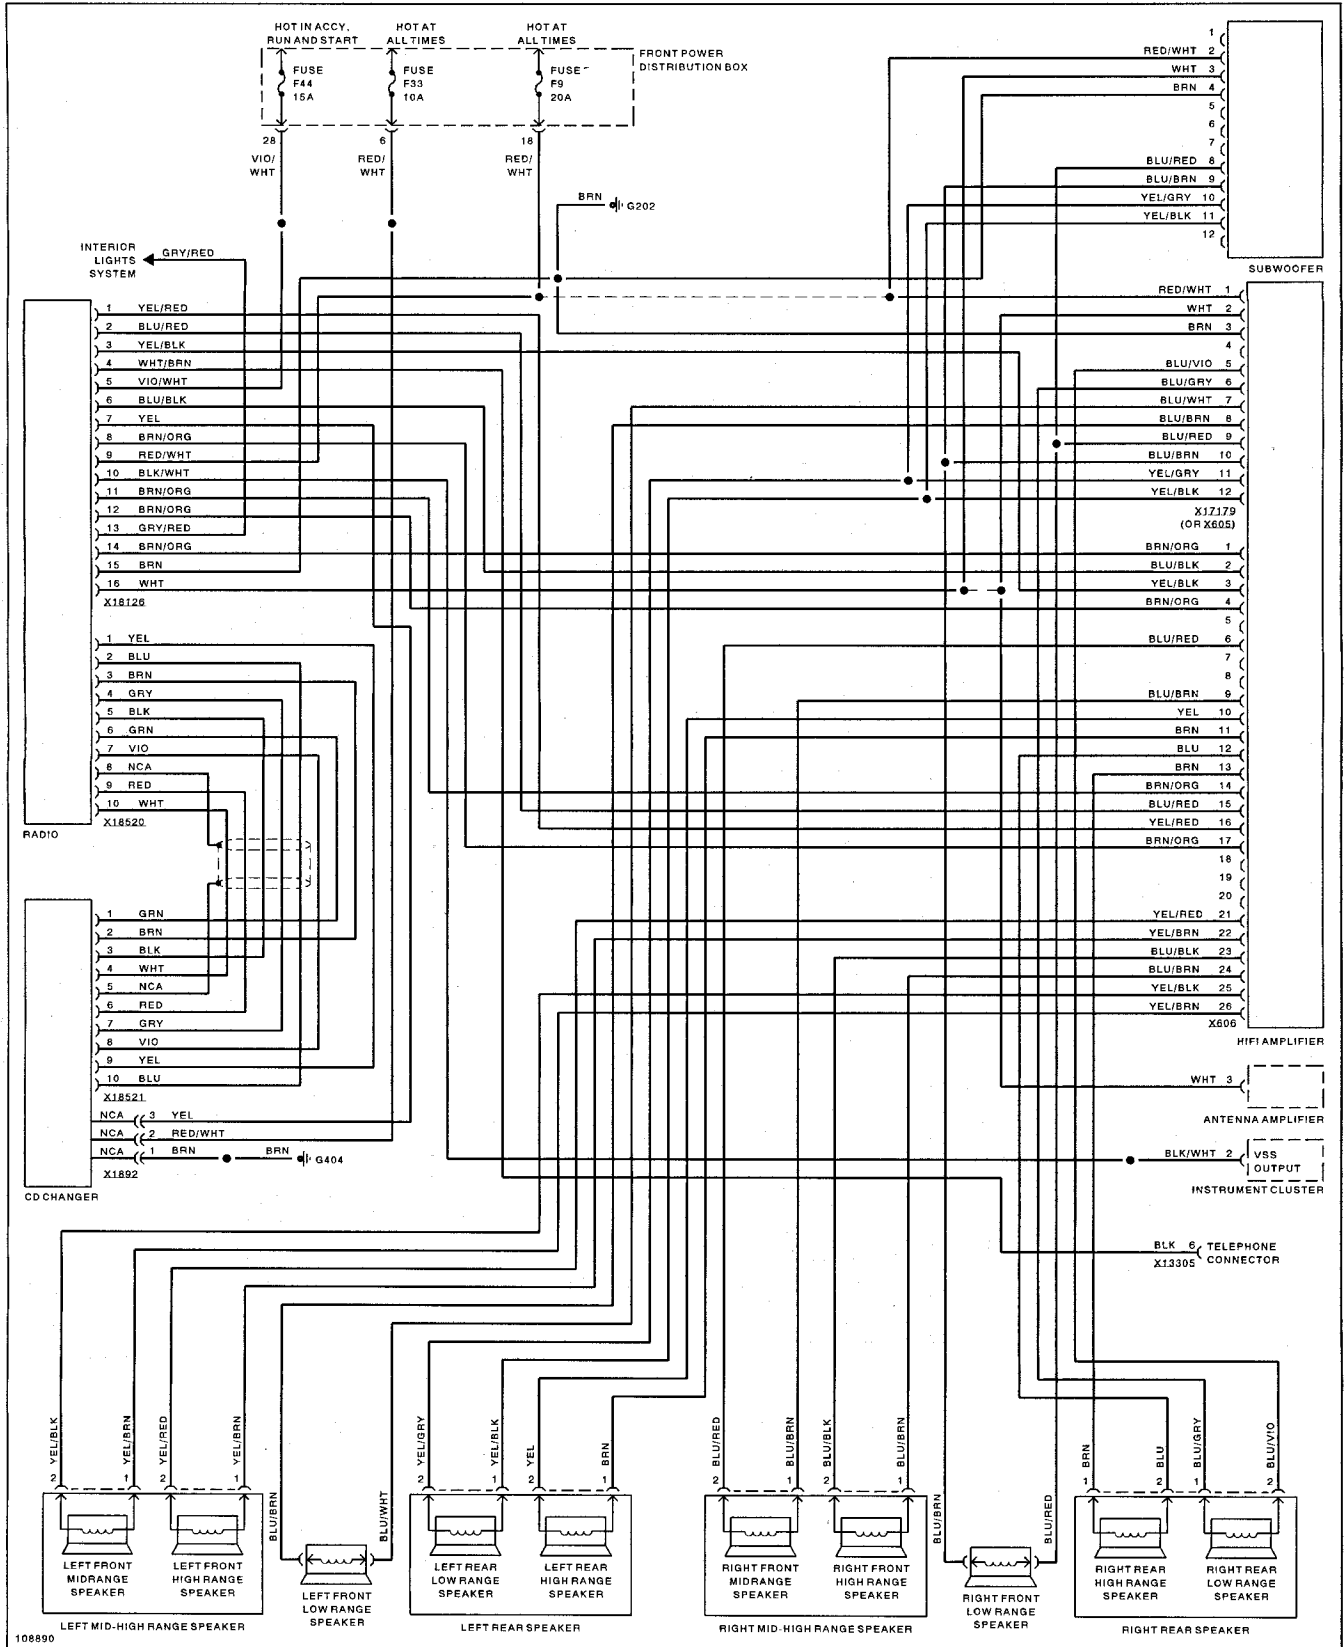 HOT IN ACCY, RUN AND START
HOT AT ALL TIMES
HOT AT ALL TIMES
FUSE F44 15A
FUSE F33 10A
FUSE F9 20A
FRONT POWER DISTRIBUTION BOX
28
6
18
VIO/WHT
RED/WHT
RED/WHT
BRN G202
INTERIOR LIGHTS SYSTEM
GRY/RED
1
RED/WHT 2
WHT 3
BRN 4
5
6
7
BLU/RED 8
BLU/BRN 9
YEL/GRY 10
YEL/BLK 11
12
SUBWOOFER
1 YEL/RED
2 BLU/RED
3 YEL/BLK
4 WHT/BRN
5 VIO/WHT
6 BLU/BLK
7 YEL
8 BRN/ORG
9 RED/WHT
10 BLK/WHT
11 BRN/ORG
12 BRN/ORG
13 GRY/RED
14 BRN/ORG
15 BRN
16 WHT
X18126
1 YEL
2 BLU
3 BRN
4 GRY
5 BLK
6 GRN
7 VIO
8 NCA
9 RED
10 WHT
X18520
RADIO
1 GRN
2 BRN
3 BLK
4 WHT
5 NCA
6 RED
7 GRY
8 VIO
9 YEL
10 BLU
X18521
NCA 3 YEL
NCA 2 RED/WHT
NCA 1 BRN BRN G404
X1892
CD CHANGER
RED/WHT 1
WHT 2
BRN 3
4
BLU/VIO 5
BLU/GRY 6
BLU/WHT 7
BLU/BRN 8
BLU/RED 9
BLU/BRN 10
YEL/GRY 11
YEL/BLK 12
X17179
(OR X605)
BRN/ORG 1
BLU/BLK 2
YEL/BLK 3
BRN/ORG 4
5
BLU/RED 6
7
8
BLU/BRN 9
YEL 10
BRN 11
BLU 12
BRN 13
BRN/ORG 14
BLU/RED 15
YEL/RED 16
BRN/ORG 17
18
19
20
YEL/RED 21
YEL/BRN 22
BLU/BLK 23
BLU/BRN 24
YEL/BLK 25
YEL/BRN 26
X606
HIFI AMPLIFIER
WHT 3
ANTENNA AMPLIFIER
BLK/WHT 2 VSS OUTPUT
INSTRUMENT CLUSTER
BLK 6 TELEPHONE CONNECTOR
X13305
YEL/BLK 2
YEL/BRN 1
YEL/RED 2
YEL/BRN 1
BLU/BRN
BLU/WHT
YEL/GRY 2
YEL/BLK 1
YEL 2
BRN 1
BLU/RED 2
BLU/BRN 1
BLU/BLK 2
BLU/BRN 1
BLU/BRN
BLU/RED
BRN 1
BLU 2
BLU/GRY 1
BLU/VIO 2
LEFT FRONT MIDRANGE SPEAKER
LEFT FRONT HIGH RANGE SPEAKER
LEFT FRONT LOW RANGE SPEAKER
LEFT REAR LOW RANGE SPEAKER
LEFT REAR HIGH RANGE SPEAKER
RIGHT FRONT MIDRANGE SPEAKER
RIGHT FRONT HIGH RANGE SPEAKER
RIGHT FRONT LOW RANGE SPEAKER
RIGHT REAR HIGH RANGE SPEAKER
RIGHT REAR LOW RANGE SPEAKER
LEFT MID-HIGH RANGE SPEAKER
LEFT REAR SPEAKER
RIGHT MID-HIGH RANGE SPEAKER
RIGHT REAR SPEAKER
108890